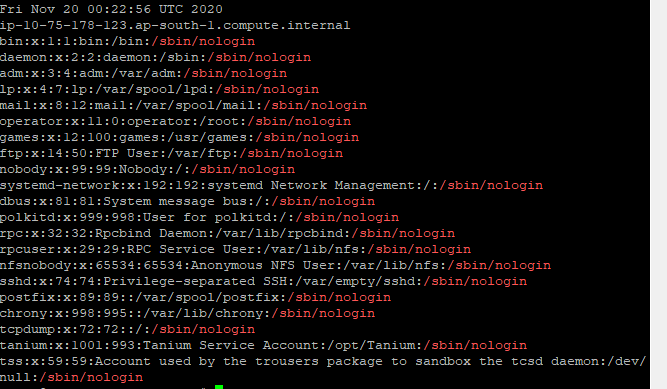 Fri Nov 20 00:22:56 UTC 2020
ip-10-75-178-123.ap-south-1.compute.internal
bin:x:1:1:bin:/bin:/sbin/nologin
daemon:x:2:2:daemon:/sbin:/sbin/nologin
adm:x:3:4:adm:/var/adm:/sbin/nologin
lp:x:4:7:lp:/var/spool/lpd:/sbin/nologin
mail:x:8:12:mail:/var/spool/mail:/sbin/nologin
operator:x:11:0:operator:/root:/sbin/nologin
games:x:12:100:games:/usr/games:/sbin/nologin
ftp:x:14:50:FTP User:/var/ftp:/sbin/nologin
nobody:x:99:99:Nobody:/:/sbin/nologin
systemd-network:x:192:192:systemd Network Management:/:/sbin/nologin
dbus:x:81:81:System message bus:/:/sbin/nologin
polkitd:x:999:998:User for polkitd:/:/sbin/nologin
rpc:x:32:32:Rpcbind Daemon:/var/lib/rpcbind:/sbin/nologin
rpcuser:x:29:29:RPC Service User:/var/lib/nfs:/sbin/nologin
nfsnobody:x:65534:65534:Anonymous NFS User:/var/lib/nfs:/sbin/nologin
sshd:x:74:74:Privilege-separated SSH:/var/empty/sshd:/sbin/nologin
postfix:x:89:89::/var/spool/postfix:/sbin/nologin
chrony:x:998:995::/var/lib/chrony:/sbin/nologin
tcpdump:x:72:72::/:/sbin/nologin
tanium:x:1001:993:Tanium Service Account:/opt/Tanium:/sbin/nologin
tss:x:59:59:Account used by the trousers package to sandbox the tcsd daemon:/dev/
null:/sbin/nologin